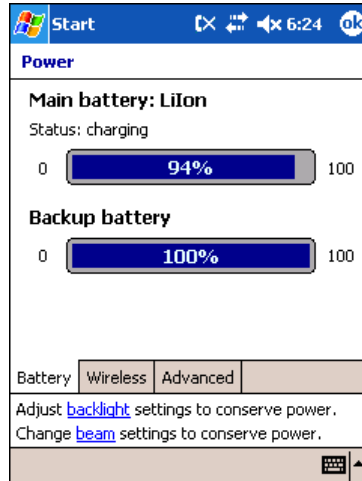 Start 6:24 ok
Power
Main battery: LiIon
Status: charging
0 94% 100
Backup battery
0 100% 100
Battery Wireless Advanced
Adjust backlight settings to conserve power.
Change beam settings to conserve power.